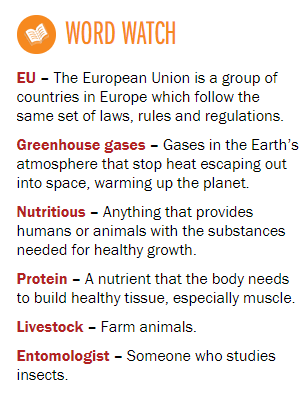 WORD WATCH
EU – The European Union is a group of
countries in Europe which follow the
same set of laws, rules and regulations.
Greenhouse gases – Gases in the Earth's
atmosphere that stop heat escaping out
into space, warming up the planet.
Nutritious – Anything that provides
humans or animals with the substances
needed for healthy growth.
Protein – A nutrient that the body needs
to build healthy tissue, especially muscle.
Livestock – Farm animals.
Entomologist – Someone who studies
insects.